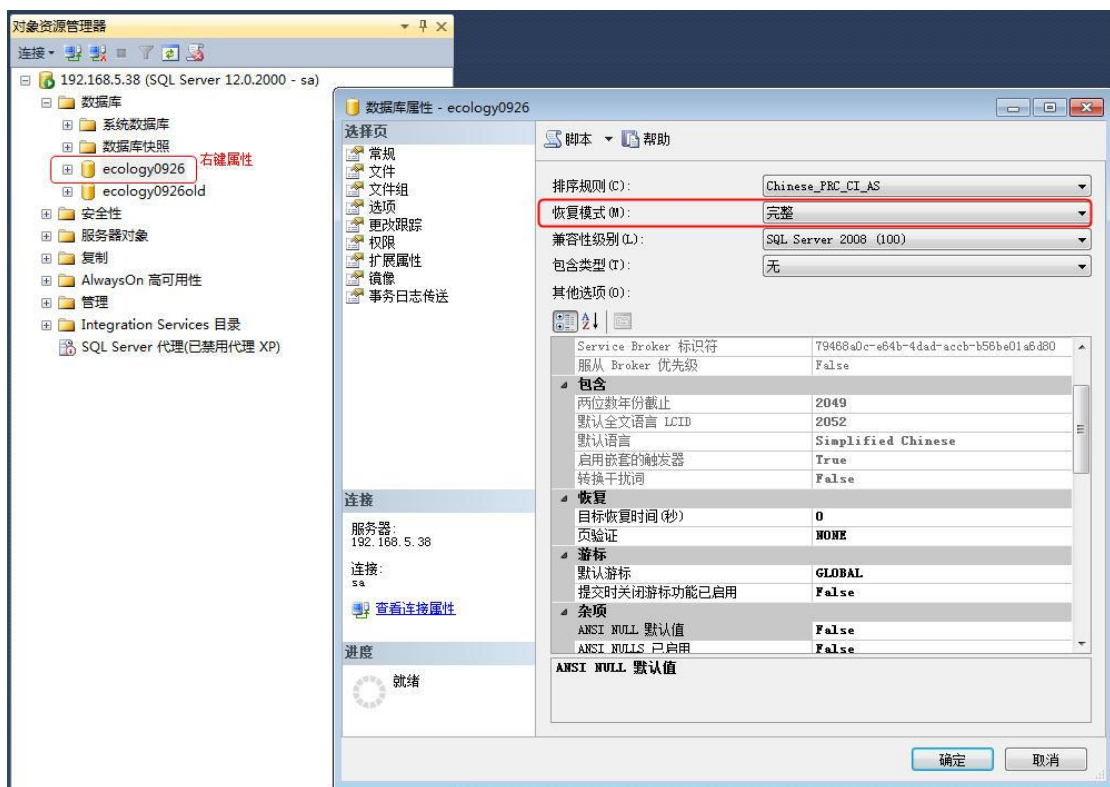 对象资源管理器
连接
192.168.5.38 (SQL Server 12.0.2000 - sa)
数据库
系统数据库
数据库快照
ecology0926
右键属性
ecology0926old
安全性
服务器对象
复制
AlwaysOn 高可用性
管理
Integration Services 目录
SQL Server 代理(已禁用代理 XP)
数据库属性 - ecology0926
选择页
常规
文件
文件组
选项
更改跟踪
权限
扩展属性
镜像
事务日志传送
连接
服务器:
192.168.5.38
连接:
sa
查看连接属性
进度
就绪
脚本 帮助
排序规则(C): Chinese_PRC_CI_AS
恢复模式(M): 完整
兼容性级别(L): SQL Server 2008 (100)
包含类型(T): 无
其他选项(O):
Service Broker 标识符 79468a0c-e64b-4dad-accb-b56be01a6d80
服从 Broker 优先级 False
包含
两位数年份截止 2049
默认全文语言 LCID 2052
默认语言 Simplified Chinese
启用嵌套的触发器 True
转换干扰词 False
恢复
目标恢复时间(秒) 0
页验证 NONE
游标
默认游标 GLOBAL
提交时关闭游标功能已启用 False
杂项
ANSI NULL 默认值 False
ANSI NULLS 已启用 False
ANSI NULL 默认值
确定 取消